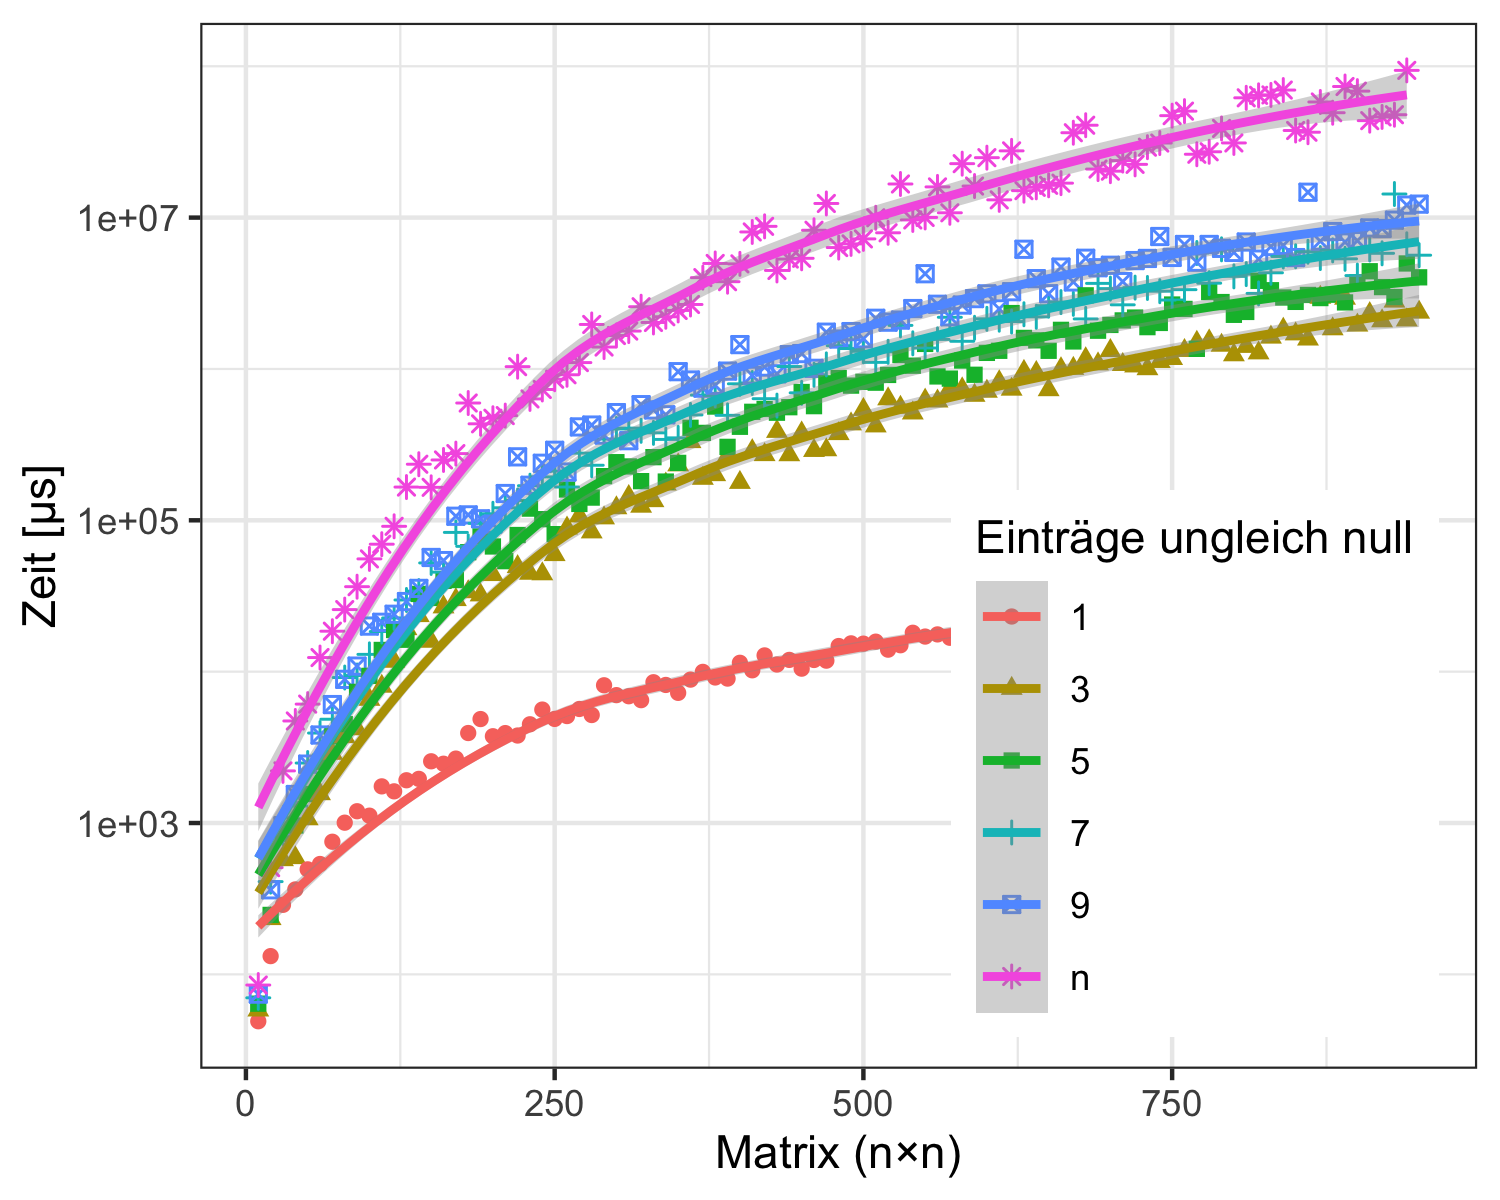 Zeit [µs]
1e+07
1e+05
1e+03
0 250 500 750
Matrix (n×n)
Einträge ungleich null
1
3
5
7
9
n